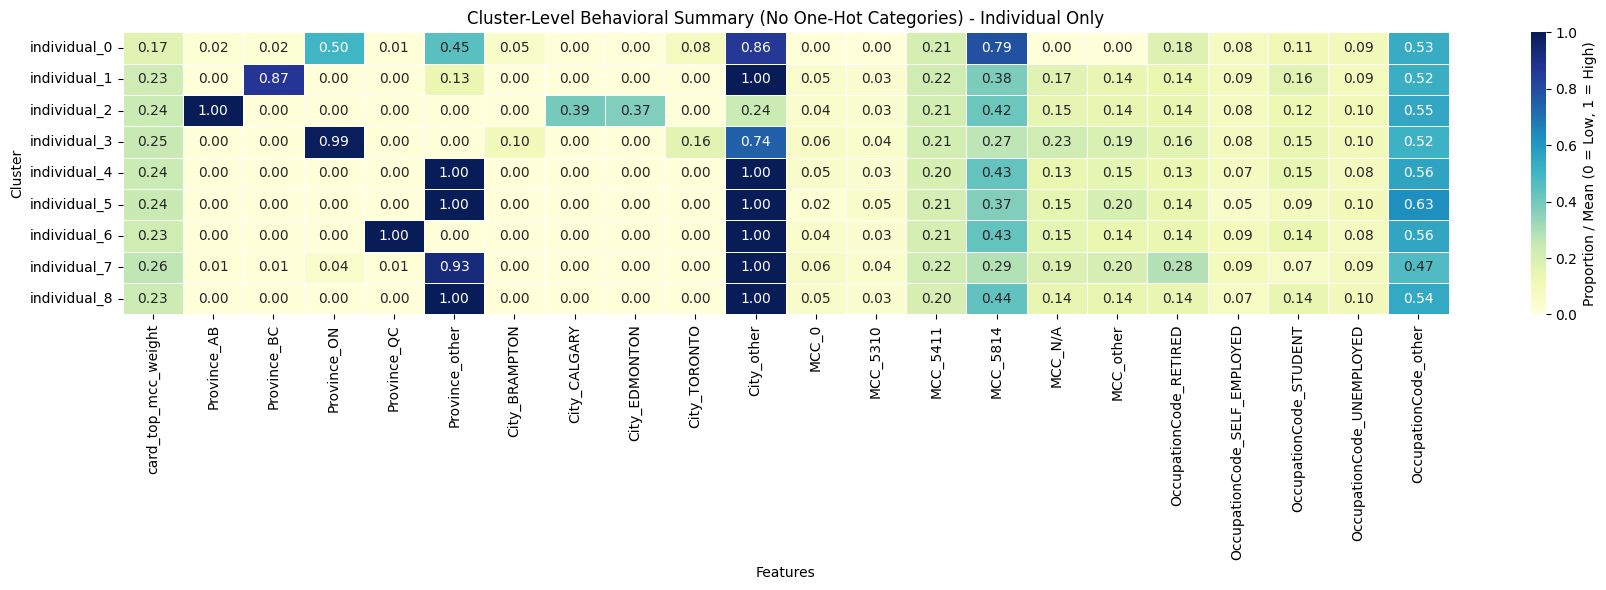 Cluster-Level Behavioral Summary (No One-Hot Categories) - Individual Only
Cluster
individual_0 0.17 0.02 0.02 0.50 0.01 0.45 0.05 0.00 0.00 0.08 0.86 0.00 0.00 0.21 0.79 0.00 0.00 0.18 0.08 0.11 0.09 0.53
individual_1 0.23 0.00 0.87 0.00 0.00 0.13 0.00 0.00 0.00 0.00 1.00 0.05 0.03 0.22 0.38 0.17 0.14 0.14 0.09 0.16 0.09 0.52
individual_2 0.24 1.00 0.00 0.00 0.00 0.00 0.00 0.39 0.37 0.00 0.24 0.04 0.03 0.21 0.42 0.15 0.14 0.14 0.08 0.12 0.10 0.55
individual_3 0.25 0.00 0.00 0.99 0.00 0.00 0.10 0.00 0.00 0.16 0.74 0.06 0.04 0.21 0.27 0.23 0.19 0.16 0.08 0.15 0.10 0.52
individual_4 0.24 0.00 0.00 0.00 0.00 1.00 0.00 0.00 0.00 0.00 1.00 0.05 0.03 0.20 0.43 0.13 0.15 0.13 0.07 0.15 0.08 0.56
individual_5 0.24 0.00 0.00 0.00 0.00 1.00 0.00 0.00 0.00 0.00 1.00 0.02 0.05 0.21 0.37 0.15 0.20 0.14 0.05 0.09 0.10 0.63
individual_6 0.23 0.00 0.00 0.00 1.00 0.00 0.00 0.00 0.00 0.00 1.00 0.04 0.03 0.21 0.43 0.15 0.14 0.14 0.09 0.14 0.08 0.56
individual_7 0.26 0.01 0.01 0.04 0.01 0.93 0.00 0.00 0.00 0.00 1.00 0.06 0.04 0.22 0.29 0.19 0.20 0.28 0.09 0.07 0.09 0.47
individual_8 0.23 0.00 0.00 0.00 0.00 1.00 0.00 0.00 0.00 0.00 1.00 0.05 0.03 0.20 0.44 0.14 0.14 0.14 0.07 0.14 0.10 0.54
card_top_mcc_weight
Province_AB
Province_BC
Province_ON
Province_QC
Province_other
City_BRAMPTON
City_CALGARY
City_EDMONTON
City_TORONTO
City_other
MCC_0
MCC_5310
MCC_5411
MCC_5814
MCC_N/A
MCC_other
OccupationCode_RETIRED
OccupationCode_SELF_EMPLOYED
OccupationCode_STUDENT
OccupationCode_UNEMPLOYED
OccupationCode_other
Features
1.0
0.8
0.6
0.4
0.2
0.0
Proportion / Mean (0 = Low, 1 = High)